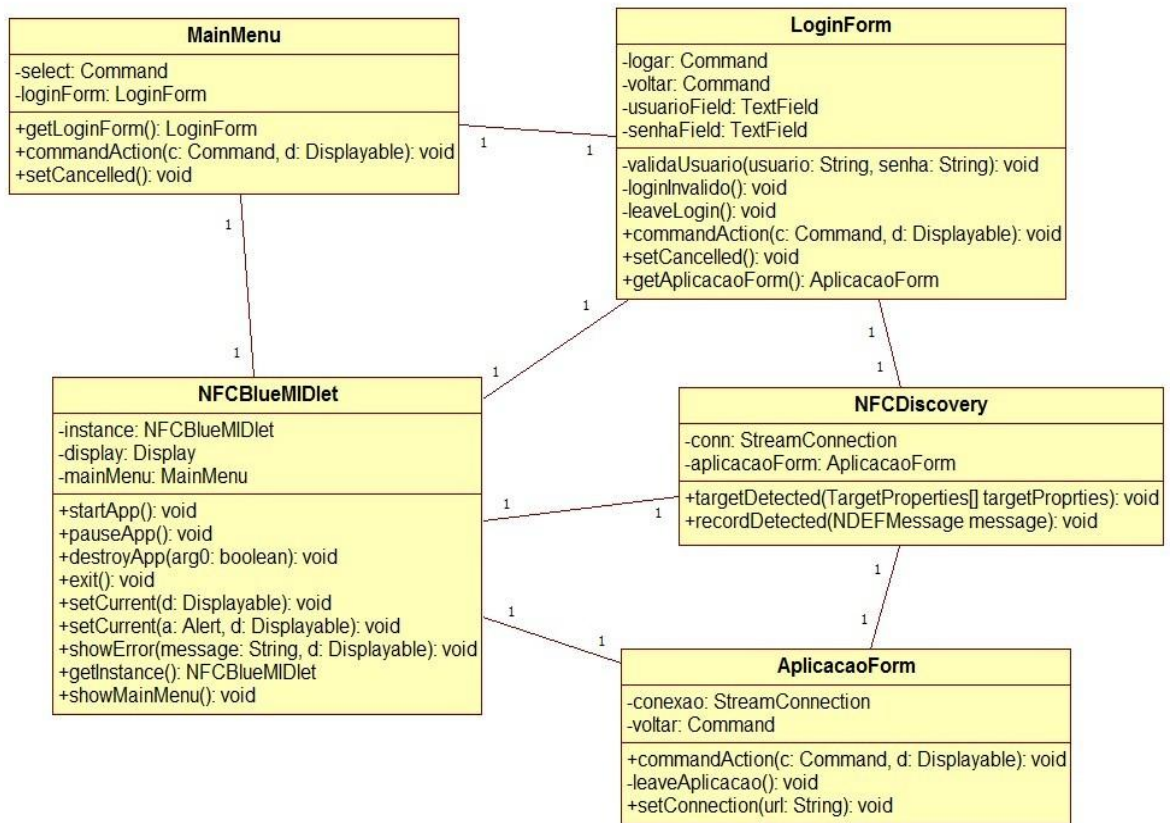 MainMenu
-select: Command
-loginForm: LoginForm
+getLoginForm(): LoginForm
+commandAction(c: Command, d: Displayable): void
+setCancelled(): void
LoginForm
-logar: Command
-voltar: Command
-usuarioField: TextField
-senhaField: TextField
-validaUsuario(usuario: String, senha: String): void
-loginInvalido(): void
-leaveLogin(): void
+commandAction(c: Command, d: Displayable): void
+setCancelled(): void
+getAplicacaoForm(): AplicacaoForm
1
1
1
1
1
1
1
1
NFCBlueMIDlet
-instance: NFCBlueMIDlet
-display: Display
-mainMenu: MainMenu
+startApp(): void
+pauseApp(): void
+destroyApp(arg0: boolean): void
+exit(): void
+setCurrent(d: Displayable): void
+setCurrent(a: Alert, d: Displayable): void
+showError(message: String, d: Displayable): void
+getInstance(): NFCBlueMIDlet
+showMainMenu(): void
NFCDiscovery
-conn: StreamConnection
-aplicacaoForm: AplicacaoForm
+targetDetected(TargetProperties[] targetProprties): void
+recordDetected(NDEFMessage message): void
1
1
1
1
1
1
AplicacaoForm
-conexao: StreamConnection
-voltar: Command
+commandAction(c: Command, d: Displayable): void
-leaveAplicacao(): void
+setConnection(url: String): void